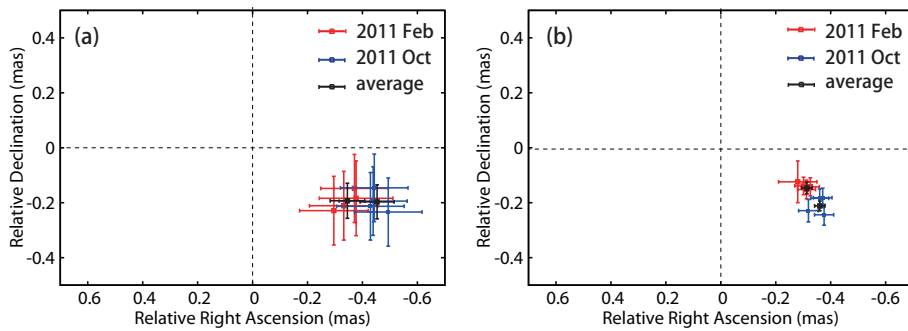 (a)
2011 Feb
2011 Oct
average
0.4
0.2
0
-0.2
-0.4
Relative Declination (mas)
0.6 0.4 0.2 0 -0.2 -0.4 -0.6
Relative Right Ascension (mas)
(b)
2011 Feb
2011 Oct
average
0.4
0.2
0
-0.2
-0.4
Relative Declination (mas)
0.6 0.4 0.2 0 -0.2 -0.4 -0.6
Relative Right Ascension (mas)